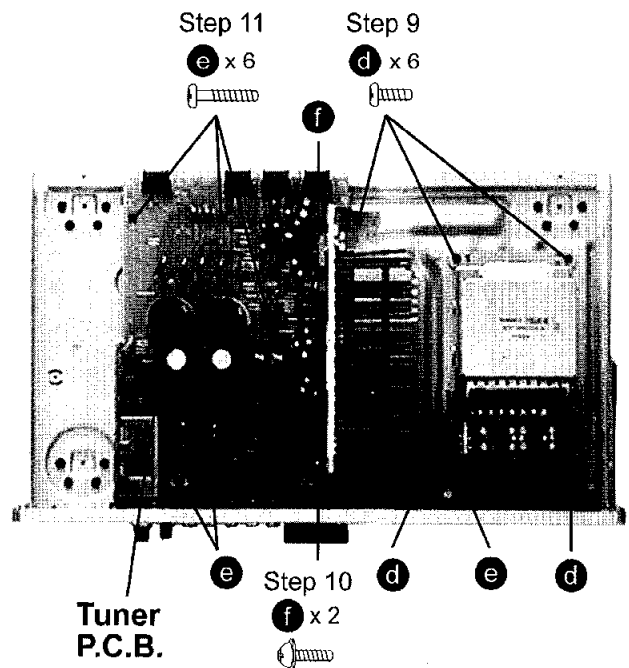 Step 11
e x 6
Step 9
d x 6
f
e
Step 10
f x 2
d
e
d
Tuner
P.C.B.